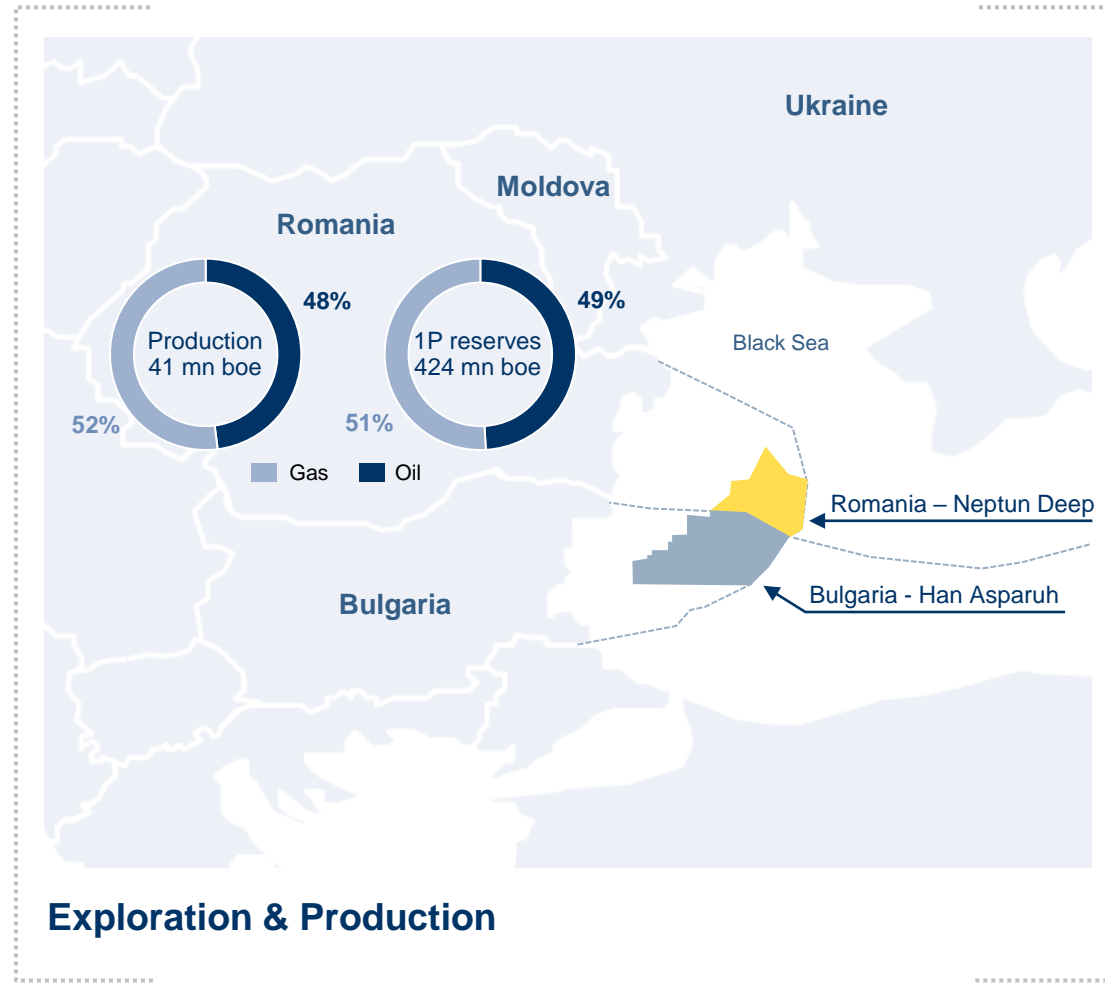 Ukraine
Moldova
Romania
48%
49%
Production
41 mn boe
1P reserves
424 mn boe
Black Sea
52%
51%
Gas
Oil
Romania – Neptun Deep
Bulgaria - Han Asparuh
Bulgaria
Exploration & Production